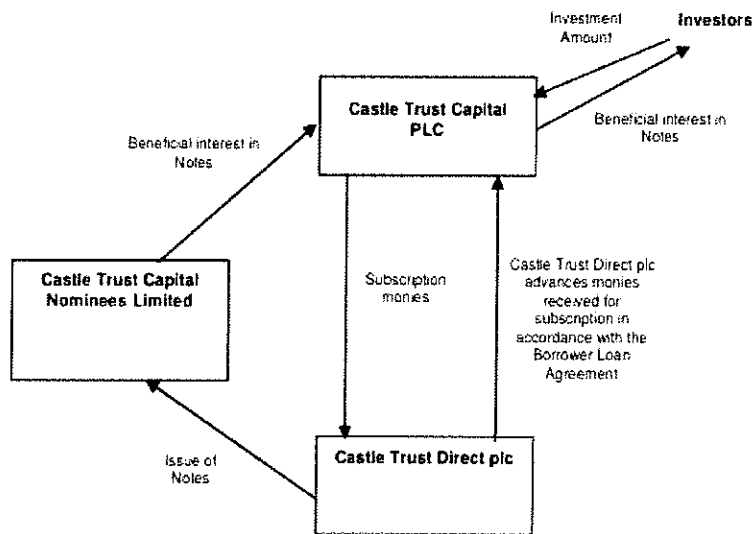 Investment
Amount
Investors
Castle Trust Capital
PLC
Beneficial interest in
Notes
Beneficial interest in
Notes
Castle Trust Capital
Nominees Limited
Subscription
monies
Castle Trust Direct plc
advances monies
received for
subscription in
accordance with the
Borrower Loan
Agreement
Issue of
Notes
Castle Trust Direct plc